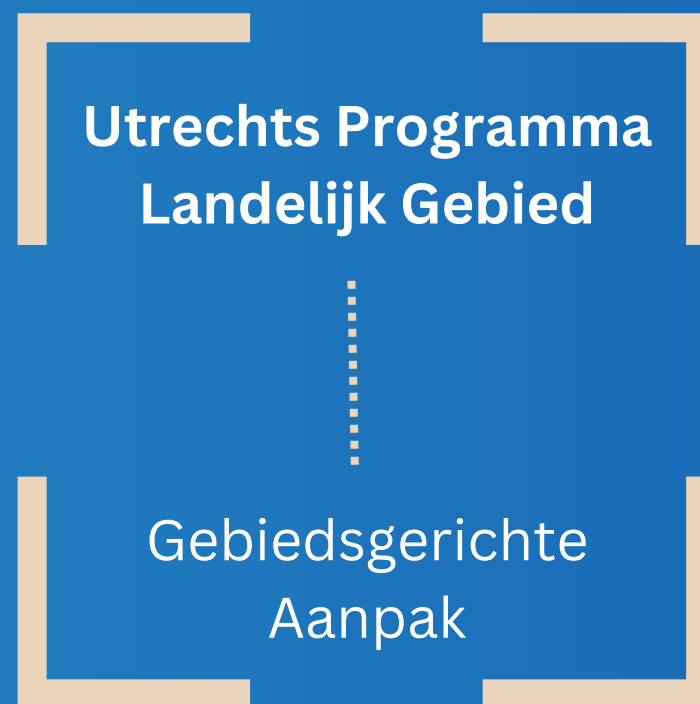 Utrechts Programma
Landelijk Gebied
Gebiedsgerichte
Aanpak